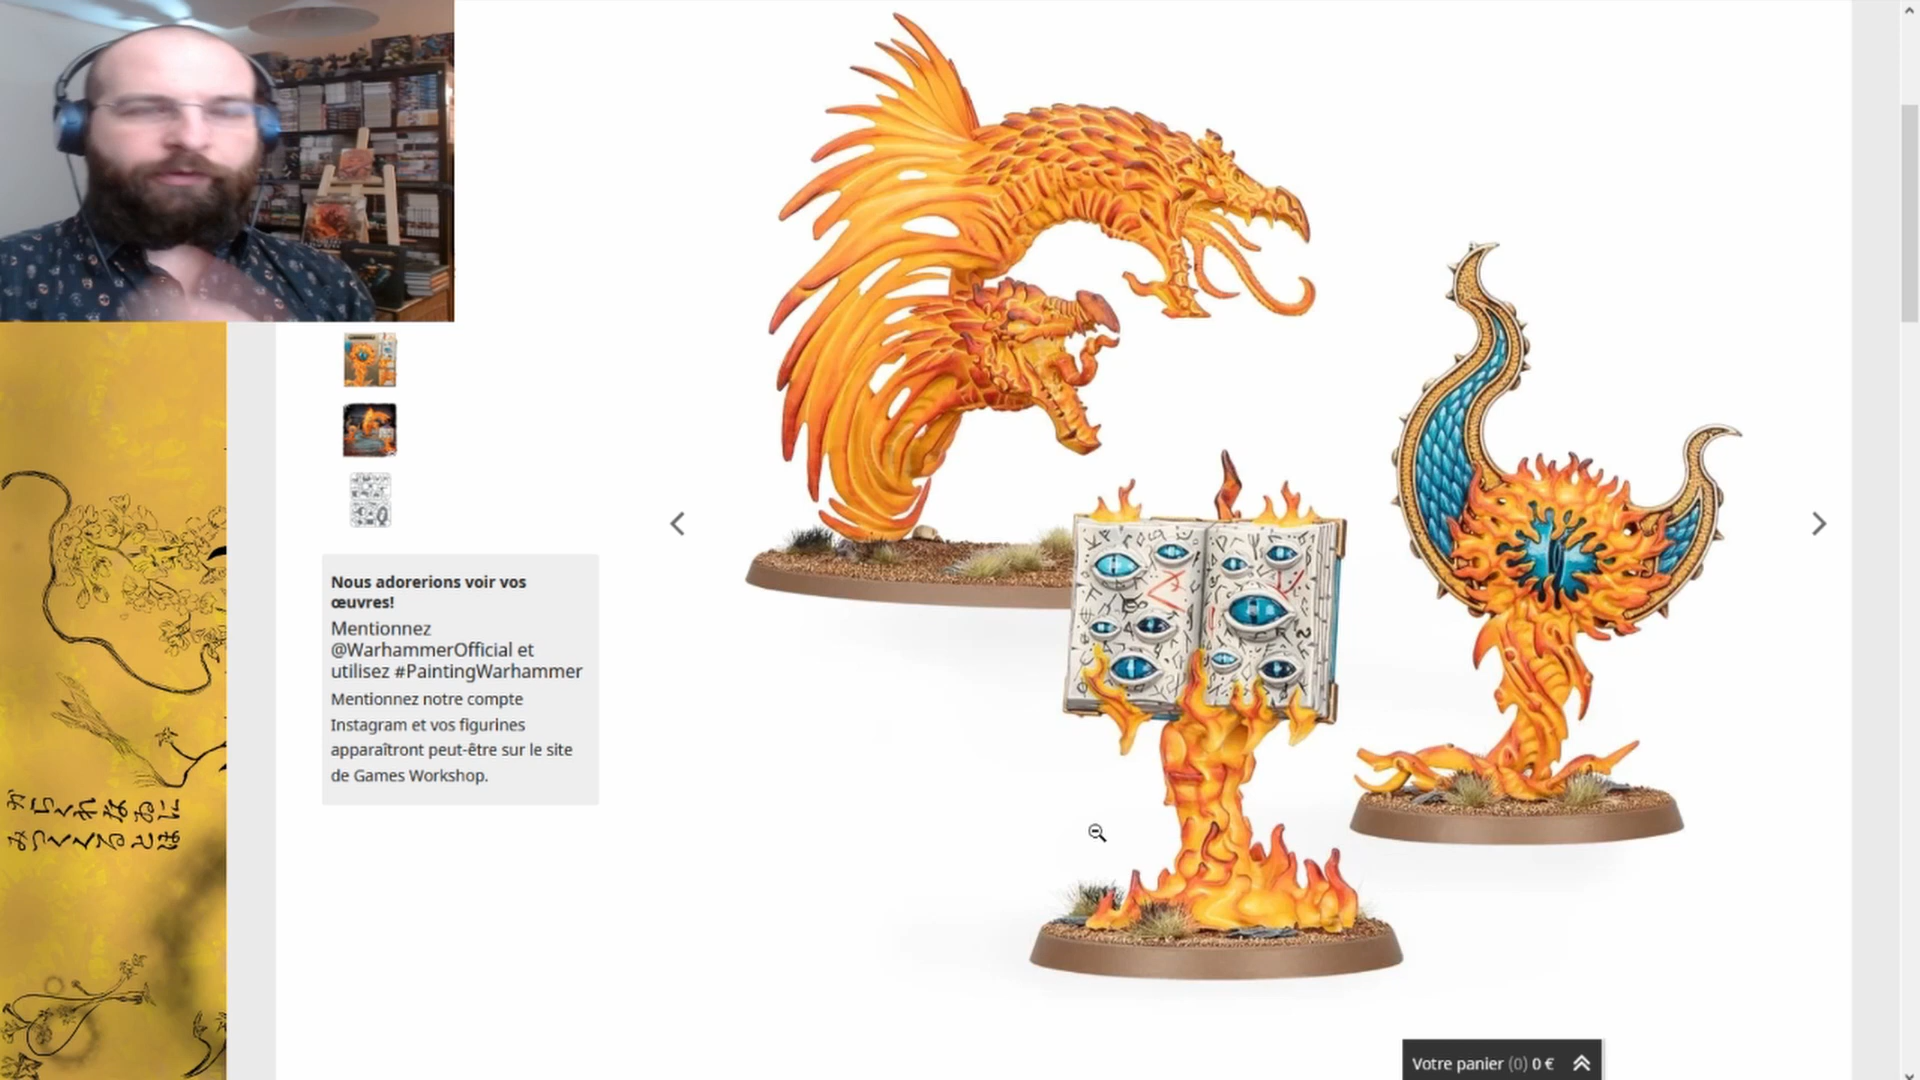 Nous adorerions voir vos
œuvres!
Mentionnez
@WarhammerOfficial et
utilisez #PaintingWarhammer
Mentionnez notre compte
Instagram et vos figurines
apparaîtront peut-être sur le site
de Games Workshop.
Votre panier (0) 0 €